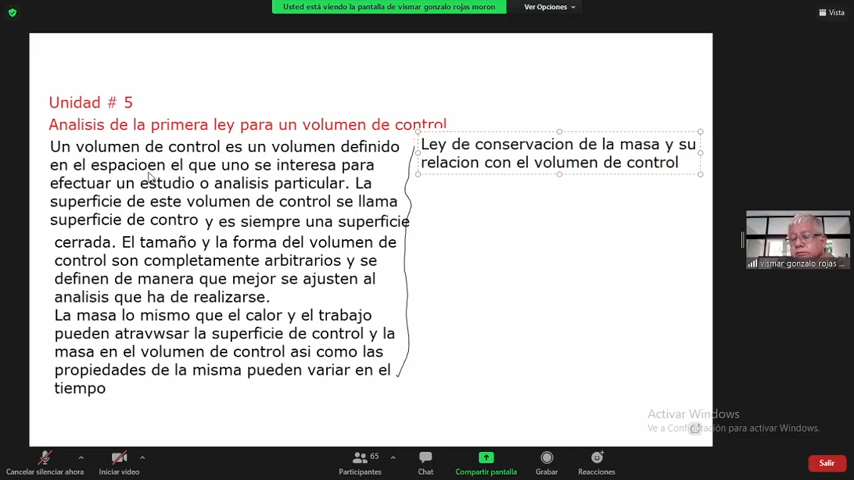 Usted está viendo la pantalla de vismar gonzalo rojas moron
Ver Opciones
Vista
Unidad # 5
Analisis de la primera ley para un volumen de control
Un volumen de control es un volumen definido
en el espacioen el que uno se interesa para
efectuar un estudio o analisis particular. La
superficie de este volumen de control se llama
superficie de contro y es siempre una superficie
cerrada. El tamaño y la forma del volumen de
control son completamente arbitrarios y se
definen de manera que mejor se ajusten al
analisis que ha de realizarse.
La masa lo mismo que el calor y el trabajo
pueden atravwsar la superficie de control y la
masa en el volumen de control asi como las
propiedades de la misma pueden variar en el
tiempo
Ley de conservacion de la masa y su
relacion con el volumen de control
vismar gonzalo rojas ...
Activar Windows
Ve a Configuración para activar Windows.
Cancelar silenciar ahora
Iniciar video
65
Participantes
Chat
Compartir pantalla
Grabar
Reacciones
Salir